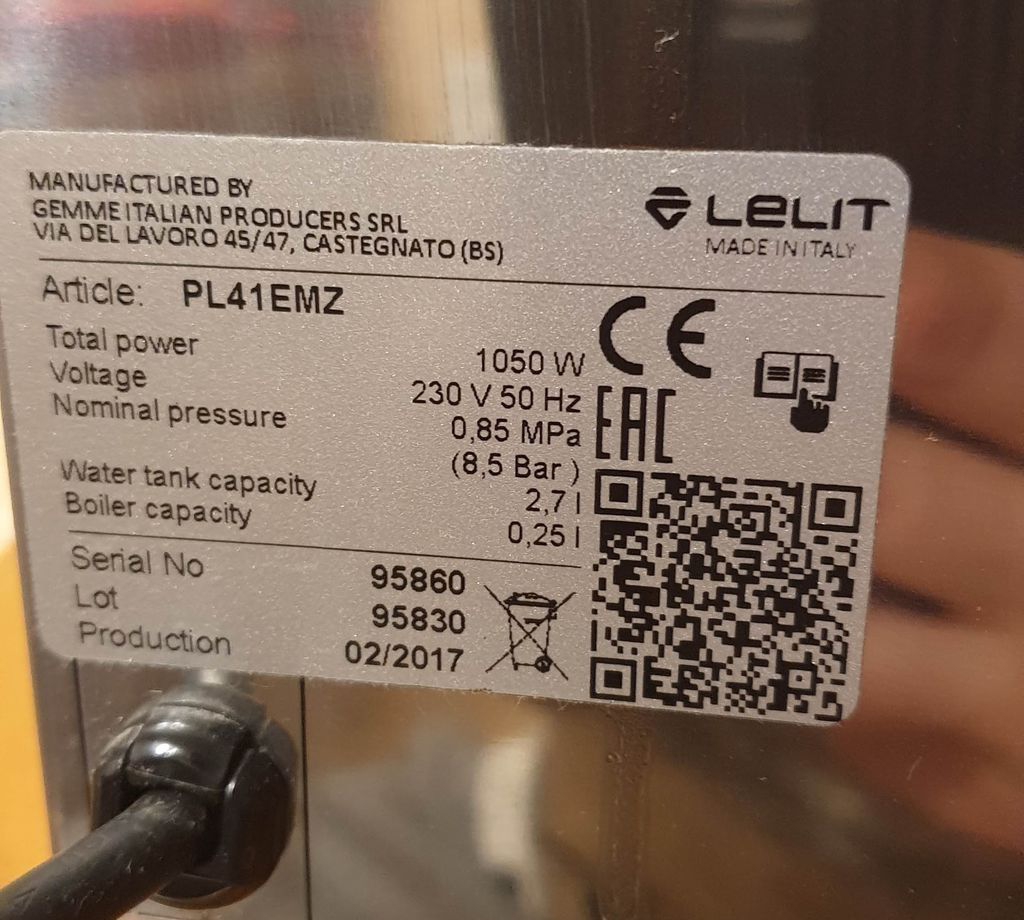 MANUFACTURED BY
GEMME ITALIAN PRODUCERS SRL
VIA DEL LAVORO 45/47, CASTEGNATO (BS)
LELIT
MADE IN ITALY
Article: PL41EMZ
Total power 1050 W
Voltage 230 V 50 Hz
Nominal pressure 0,85 MPa
(8,5 Bar )
Water tank capacity 2,7 l
Boiler capacity 0,25 l
CE
EAC
Serial No 95860
Lot 95830
Production 02/2017